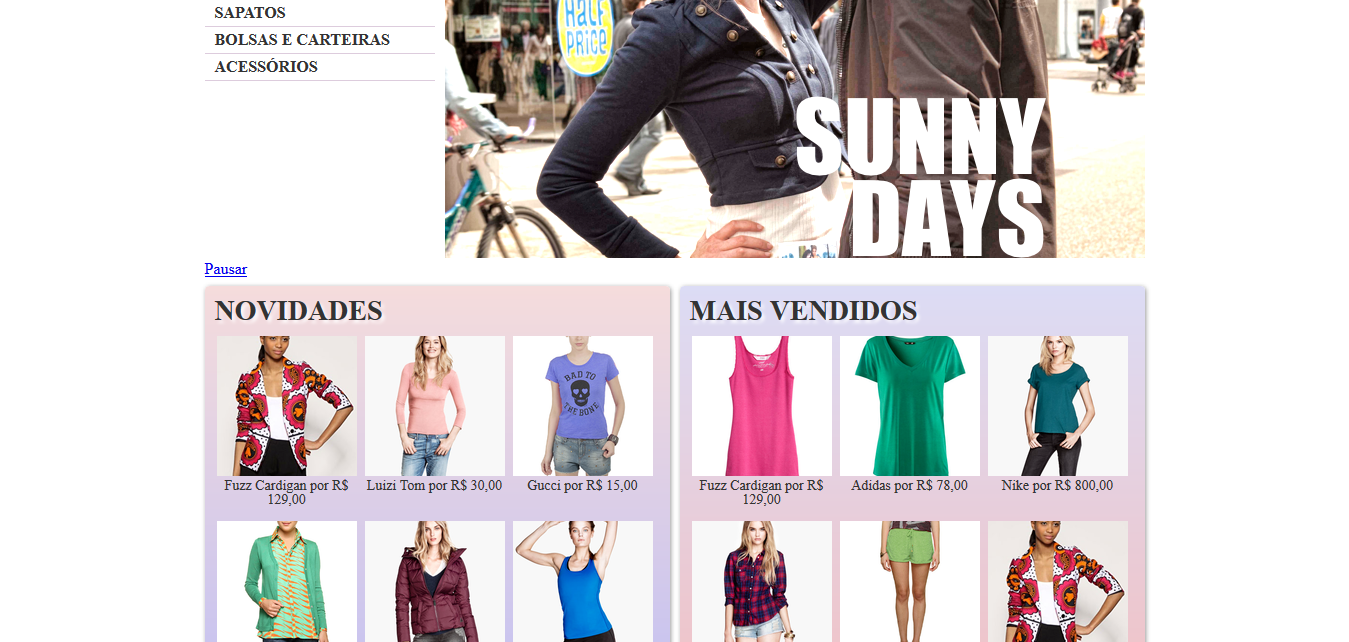 SAPATOS
BOLSAS E CARTEIRAS
ACESSÓRIOS
HALF
PRICE
SUNNY
DAYS
Pausar
NOVIDADES
BAD TO
THE BONE
Fuzz Cardigan por R$
129,00
Luizi Tom por R$ 30,00
Gucci por R$ 15,00
MAIS VENDIDOS
Fuzz Cardigan por R$
129,00
Adidas por R$ 78,00
Nike por R$ 800,00